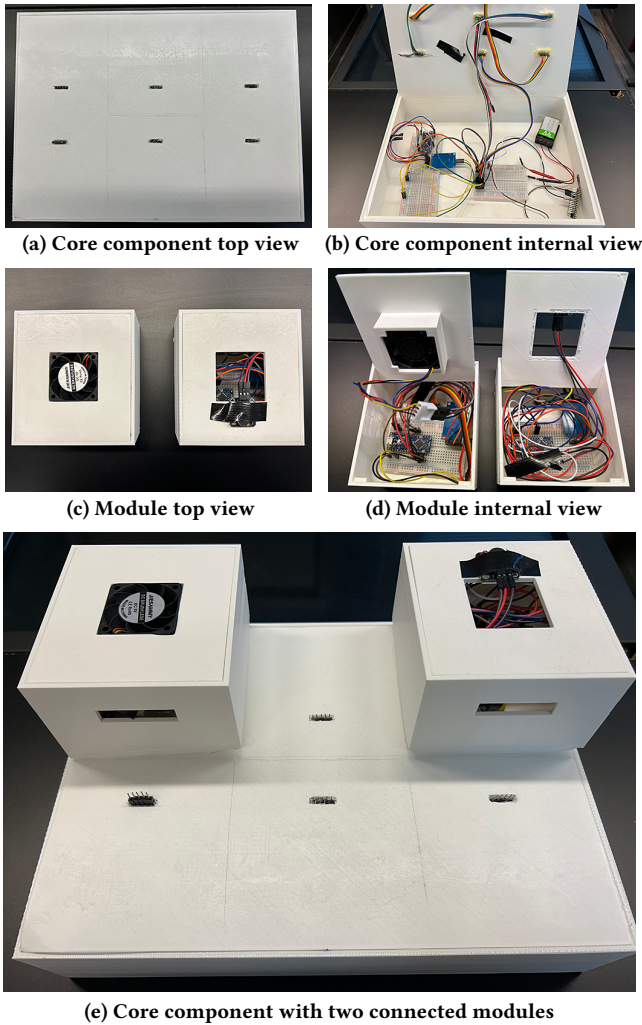 (a) Core component top view
(b) Core component internal view
(c) Module top view
(d) Module internal view
(e) Core component with two connected modules